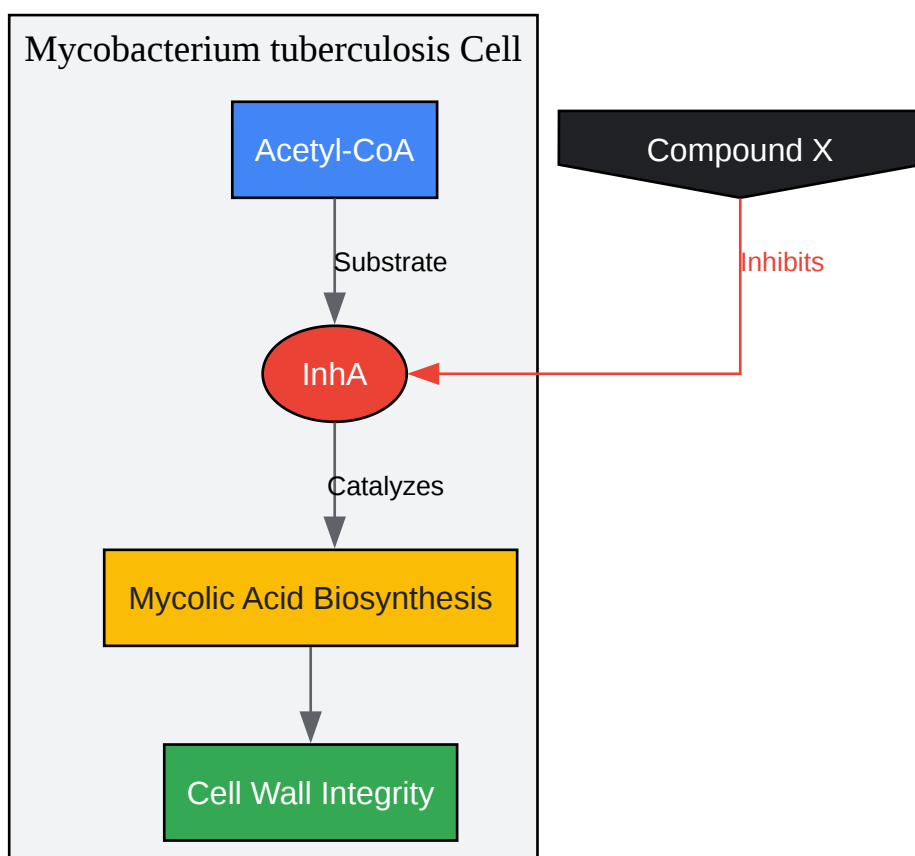 Mycobacterium tuberculosis Cell
Acetyl-CoA
Compound X
Substrate
Inhibits
InhA
Catalyzes
Mycolic Acid Biosynthesis
Cell Wall Integrity